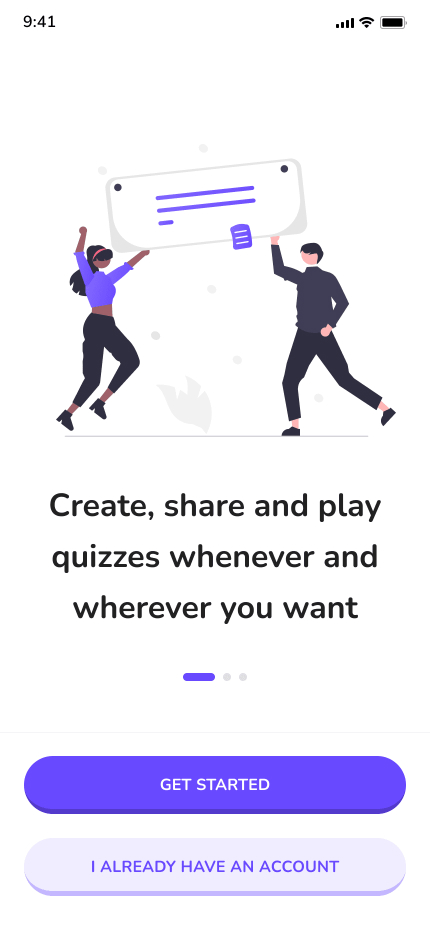 9:41
Create, share and play
quizzes whenever and
wherever you want
GET STARTED
I ALREADY HAVE AN ACCOUNT